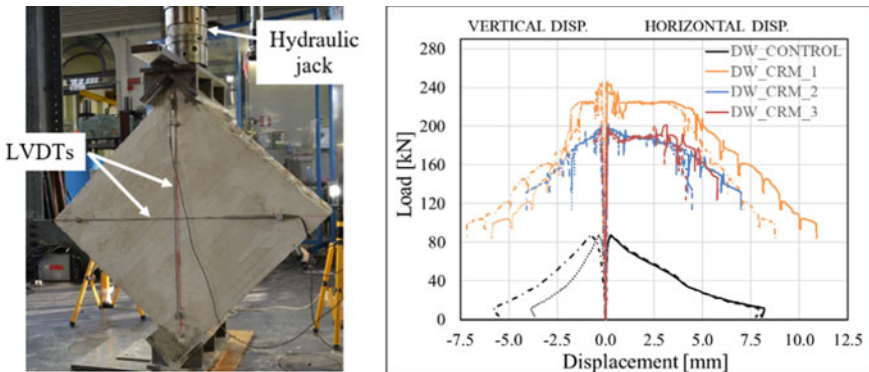 Hydraulic
jack
LVDTs
VERTICAL DISP. HORIZONTAL DISP.
280
240
200
160
120
80
40
0
Load [kN]
DW_CONTROL
DW_CRM_1
DW_CRM_2
DW_CRM_3
-7.5 -5.0 -2.5 0.0 2.5 5.0 7.5 10.0 12.5
Displacement [mm]